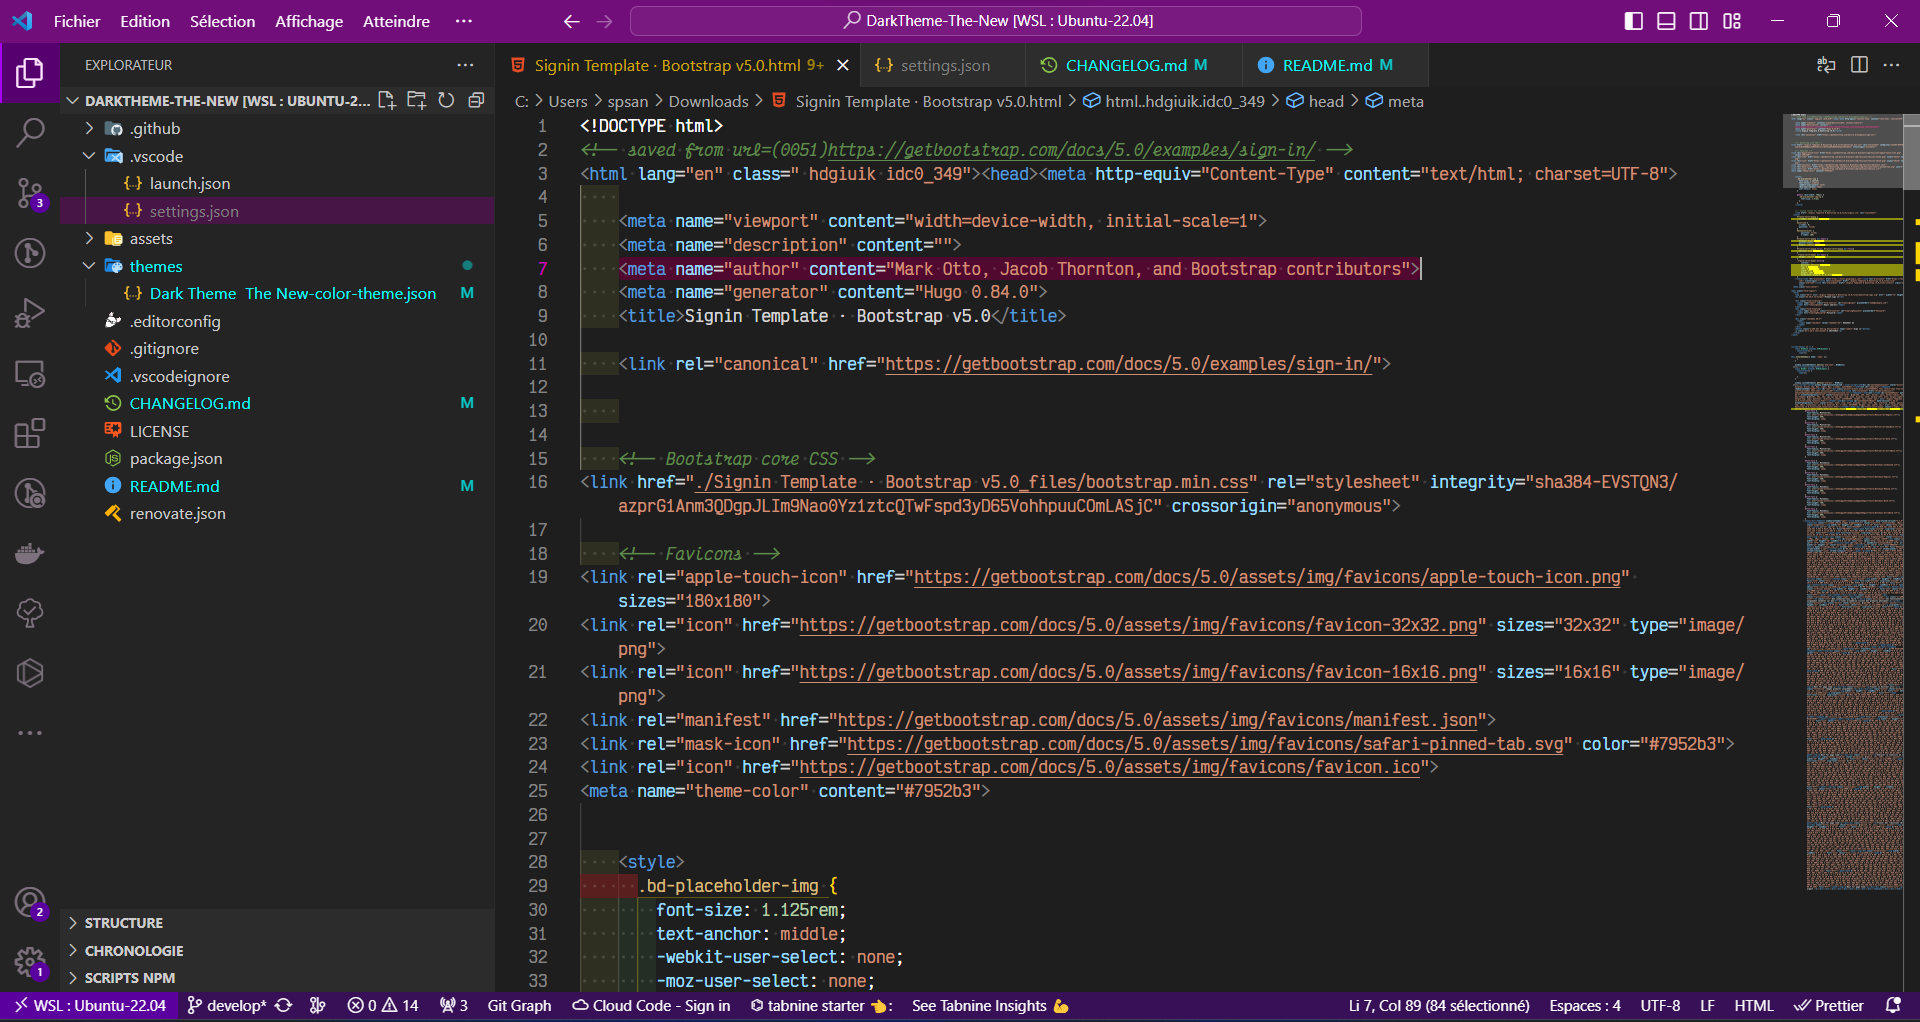 Fichier Edition Sélection Affichage Atteindre ···
DarkTheme-The-New [WSL : Ubuntu-22.04]
EXPLORATEUR ···
DARKTHEME-THE-NEW [WSL : UBUNTU-2...
.github
.vscode
{..} launch.json
{..} settings.json
assets
themes
{..} Dark Theme The New-color-theme.json M
.editorconfig
.gitignore
.vscodeignore
CHANGELOG.md M
LICENSE
package.json
README.md M
renovate.json
STRUCTURE
CHRONOLOGIE
SCRIPTS NPM
3
2
1
Signin Template · Bootstrap v5.0.html 9+
{..} settings.json
CHANGELOG.md M
README.md M
C: > Users > spsan > Downloads > Signin Template · Bootstrap v5.0.html > html..hdgiuik.idc0_349 > head > meta
1 <!DOCTYPE html>
2 <!-- saved from url=(0051)https://getbootstrap.com/docs/5.0/examples/sign-in/ -->
3 <html lang="en" class=" hdgiuik idc0_349"><head><meta http-equiv="Content-Type" content="text/html; charset=UTF-8">
4
5 <meta name="viewport" content="width=device-width, initial-scale=1">
6 <meta name="description" content="">
7 <meta name="author" content="Mark Otto, Jacob Thornton, and Bootstrap contributors">
8 <meta name="generator" content="Hugo 0.84.0">
9 <title>Signin Template · Bootstrap v5.0</title>
10
11 <link rel="canonical" href="https://getbootstrap.com/docs/5.0/examples/sign-in/">
12
13
14
15 <!-- Bootstrap core CSS -->
16 <link href="./Signin Template · Bootstrap v5.0_files/bootstrap.min.css" rel="stylesheet" integrity="sha384-EVSTQN3/
azprG1Anm3QDgpJLIm9Nao0Yz1ztcQTwFspd3yD65VohhpuuCOmLASjC" crossorigin="anonymous">
17
18 <!-- Favicons -->
19 <link rel="apple-touch-icon" href="https://getbootstrap.com/docs/5.0/assets/img/favicons/apple-touch-icon.png"
sizes="180x180">
20 <link rel="icon" href="https://getbootstrap.com/docs/5.0/assets/img/favicons/favicon-32x32.png" sizes="32x32" type="image/
png">
21 <link rel="icon" href="https://getbootstrap.com/docs/5.0/assets/img/favicons/favicon-16x16.png" sizes="16x16" type="image/
png">
22 <link rel="manifest" href="https://getbootstrap.com/docs/5.0/assets/img/favicons/manifest.json">
23 <link rel="mask-icon" href="https://getbootstrap.com/docs/5.0/assets/img/favicons/safari-pinned-tab.svg" color="#7952b3">
24 <link rel="icon" href="https://getbootstrap.com/docs/5.0/assets/img/favicons/favicon.ico">
25 <meta name="theme-color" content="#7952b3">
26
27
28 <style>
29 .bd-placeholder-img {
30 font-size: 1.125rem;
31 text-anchor: middle;
32 -webkit-user-select: none;
33 -moz-user-select: none;
WSL : Ubuntu-22.04 develop* 0 14 3 Git Graph Cloud Code - Sign in tabnine starter 👈: See Tabnine Insights 💪 Li 7, Col 89 (84 sélectionné) Espaces : 4 UTF-8 LF HTML Prettier